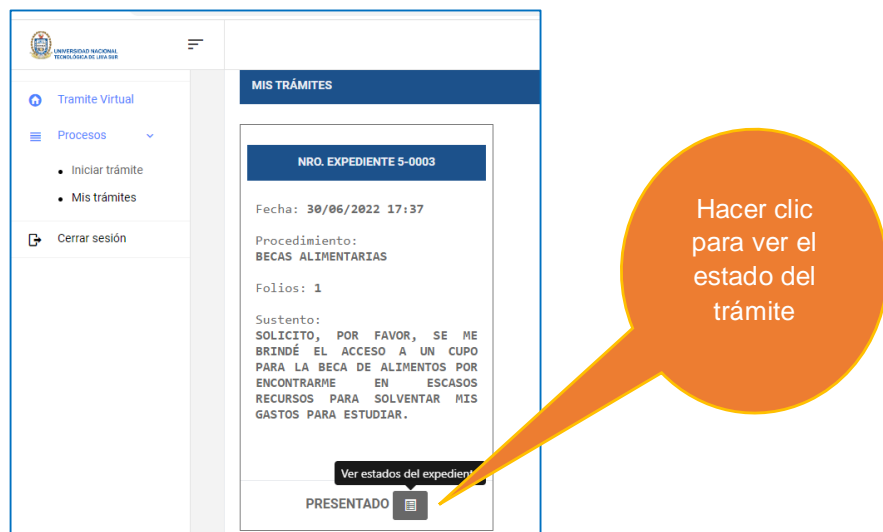 UNIVERSIDAD NACIONAL
TECNOLÓGICA DE LIMA SUR
Tramite Virtual
Procesos
Iniciar trámite
Mis trámites
Cerrar sesión
MIS TRÁMITES
NRO. EXPEDIENTE 5-0003
Fecha: 30/06/2022 17:37
Procedimiento:
BECAS ALIMENTARIAS
Folios: 1
Sustento:
SOLICITO, POR FAVOR, SE ME
BRINDÉ EL ACCESO A UN CUPO
PARA LA BECA DE ALIMENTOS POR
ENCONTRARME EN ESCASOS
RECURSOS PARA SOLVENTAR MIS
GASTOS PARA ESTUDIAR.
Ver estados del expediente
PRESENTADO
Hacer clic
para ver el
estado del
trámite